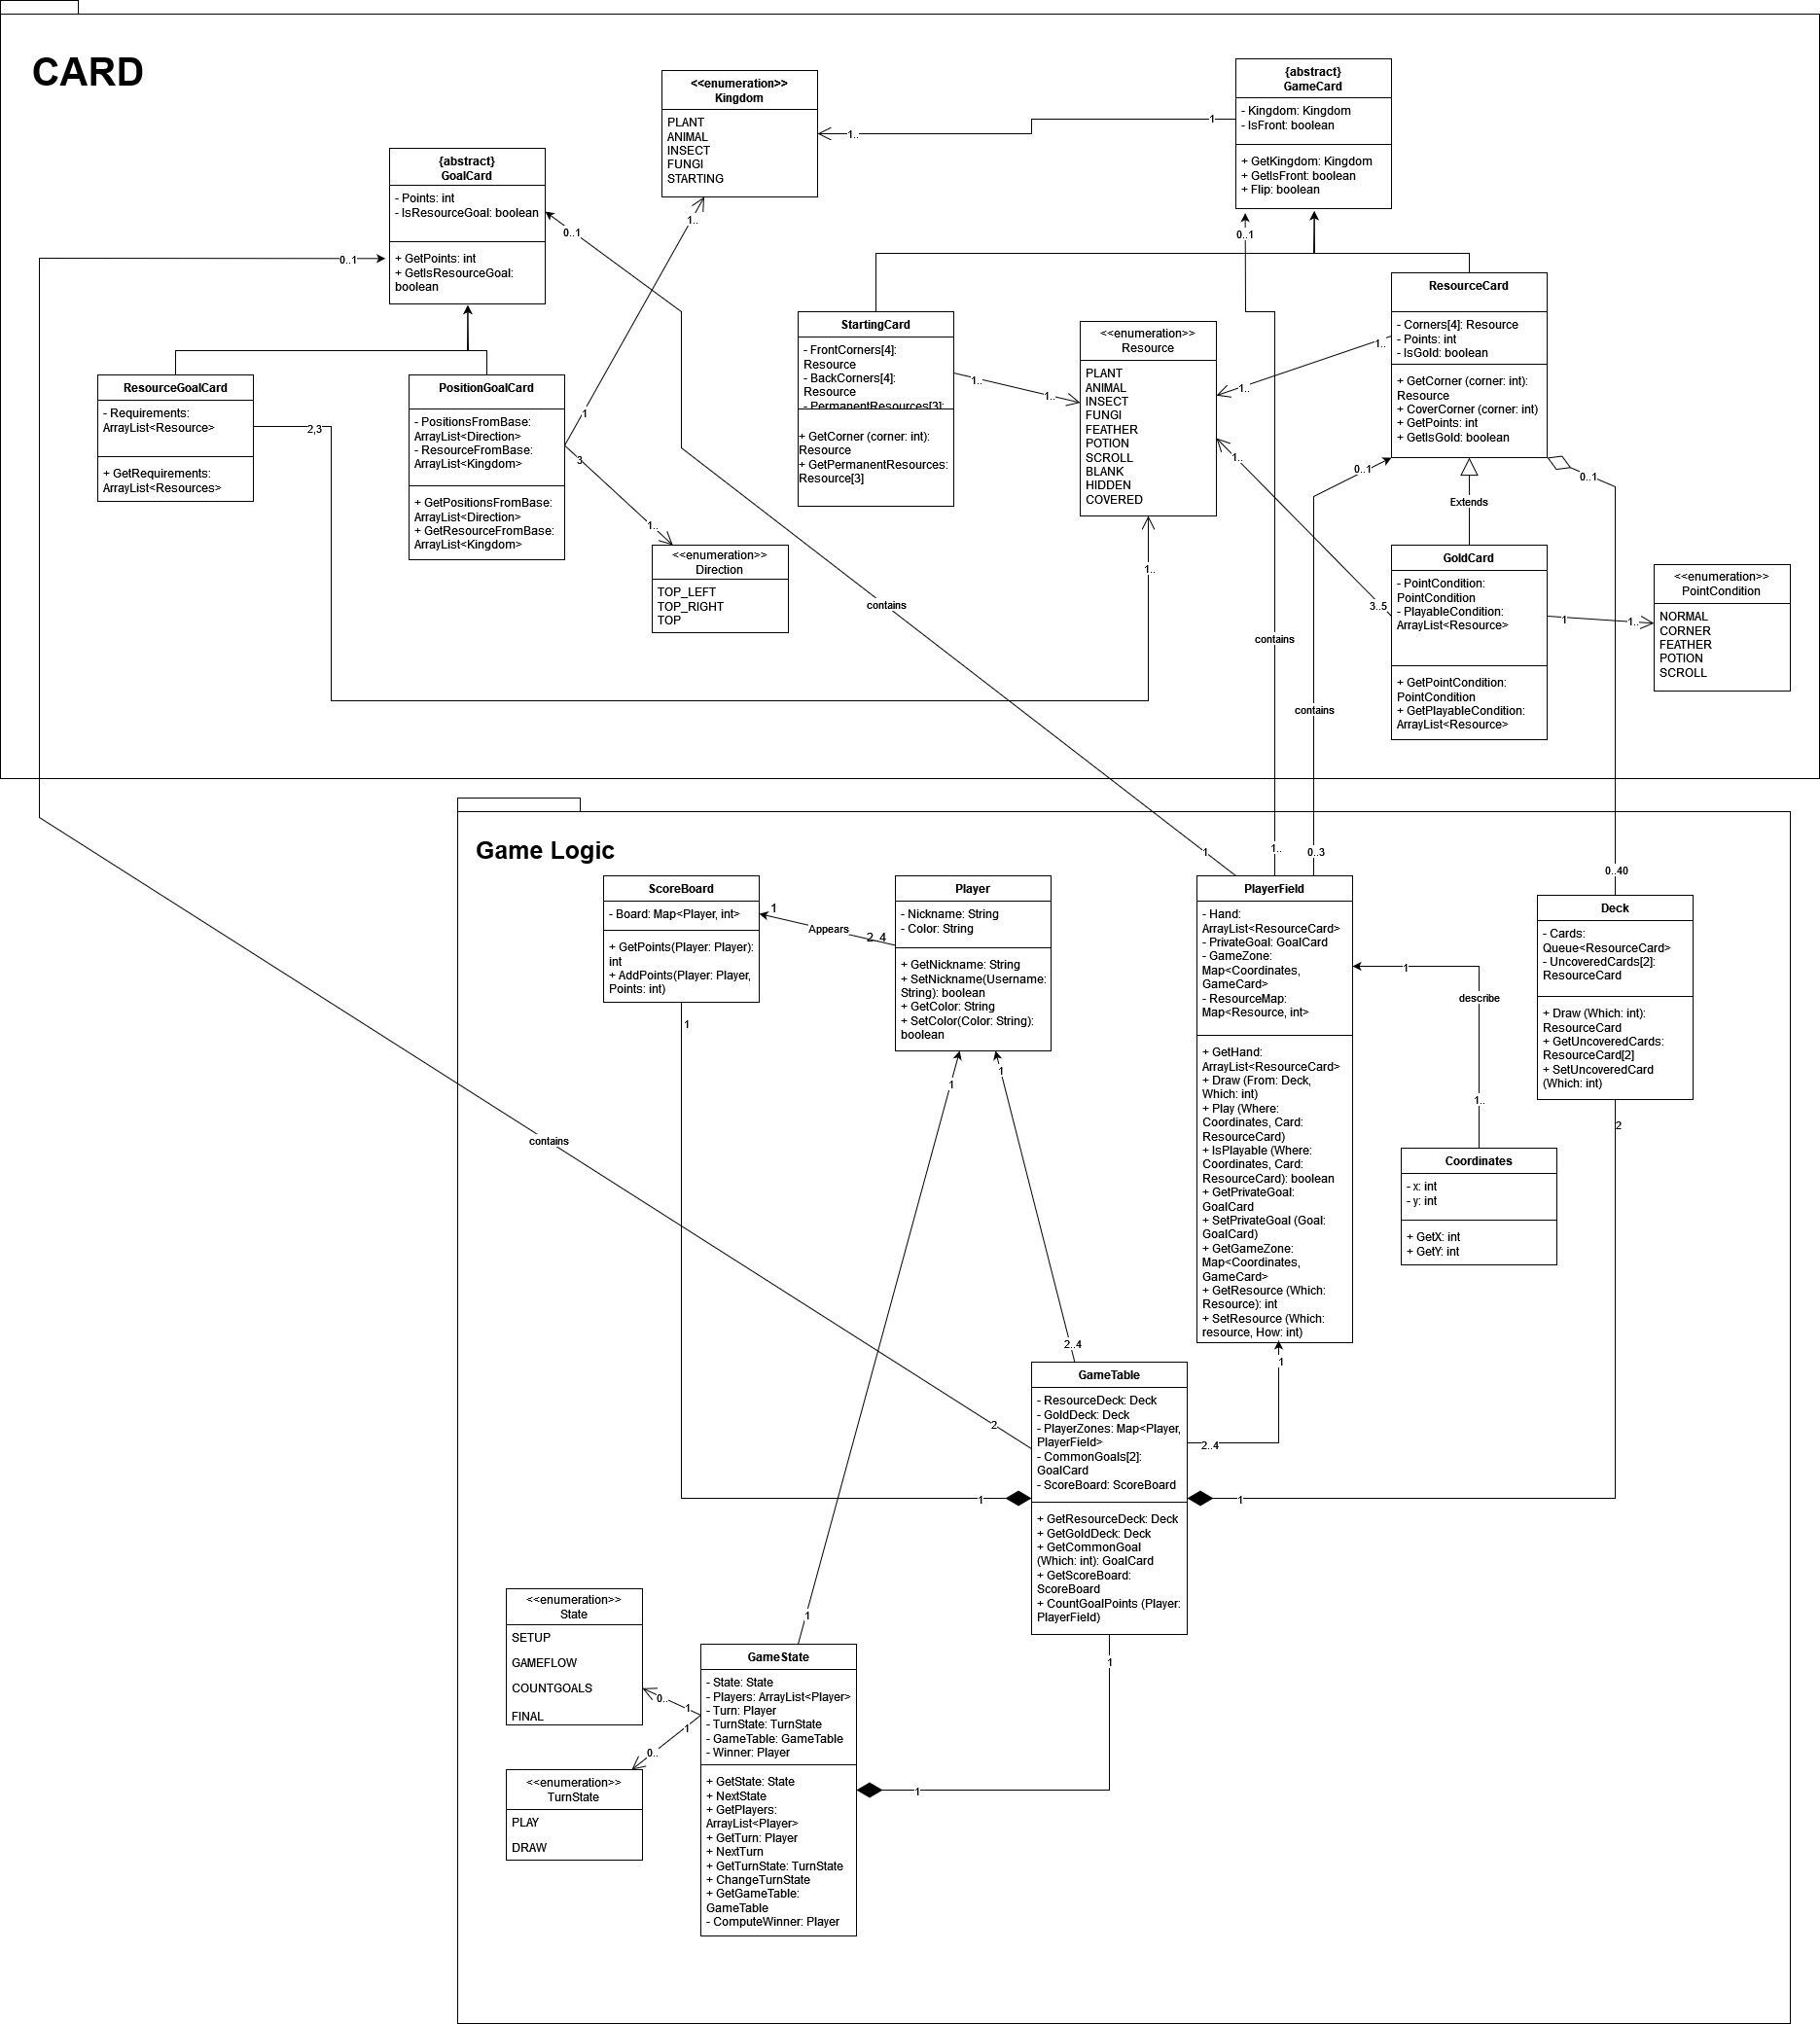 CARD
<<enumeration>>
Kingdom
PLANT
ANIMAL
INSECT
FUNGI
STARTING
1..
1
{abstract}
GameCard
- Kingdom: Kingdom
- IsFront: boolean
+ GetKingdom: Kingdom
+ GetIsFront: boolean
+ Flip: boolean
{abstract}
GoalCard
- Points: int
- IsResourceGoal: boolean
+ GetPoints: int
+ GetIsResourceGoal:
boolean
0..1
0..1
1..
0..1
ResourceGoalCard
- Requirements:
ArrayList<Resource>
+ GetRequirements:
ArrayList<Resources>
2,3
PositionGoalCard
- PositionsFromBase:
ArrayList<Direction>
- ResourceFromBase:
ArrayList<Kingdom>
+ GetPositionsFromBase:
ArrayList<Direction>
+ GetResourceFromBase:
ArrayList<Kingdom>
1
3
1..
<<enumeration>>
Direction
TOP_LEFT
TOP_RIGHT
TOP
StartingCard
- FrontCorners[4]:
Resource
- BackCorners[4]:
Resource
- PermanentResources[3]:
+ GetCorner (corner: int):
Resource
+ GetPermanentResources:
Resource[3]
1..
1..
<<enumeration>>
Resource
PLANT
ANIMAL
INSECT
FUNGI
FEATHER
POTION
SCROLL
BLANK
HIDDEN
COVERED
1..
1..
1..
1..
ResourceCard
- Corners[4]: Resource
- Points: int
- IsGold: boolean
+ GetCorner (corner: int):
Resource
+ CoverCorner (corner: int)
+ GetPoints: int
+ GetIsGold: boolean
0..1
0..1
Extends
GoldCard
- PointCondition:
PointCondition
- PlayableCondition:
ArrayList<Resource>
+ GetPointCondition:
PointCondition
+ GetPlayableCondition:
ArrayList<Resource>
3..5
1
1..
<<enumeration>>
PointCondition
NORMAL
CORNER
FEATHER
POTION
SCROLL
contains
contains
contains
Game Logic
1
1..
0..3
0..40
ScoreBoard
- Board: Map<Player, int>
+ GetPoints(Player: Player):
int
+ AddPoints(Player: Player,
Points: int)
1
1
Appears
2..4
Player
- Nickname: String
- Color: String
+ GetNickname: String
+ SetNickname(Username:
String): boolean
+ GetColor: String
+ SetColor(Color: String):
boolean
1
1
PlayerField
- Hand:
ArrayList<ResourceCard>
- PrivateGoal: GoalCard
- GameZone:
Map<Coordinates,
GameCard>
- ResourceMap:
Map<Resource, int>
+ GetHand:
ArrayList<ResourceCard>
+ Draw (From: Deck,
Which: int)
+ Play (Where:
Coordinates, Card:
ResourceCard)
+ IsPlayable (Where:
Coordinates, Card:
ResourceCard): boolean
+ GetPrivateGoal:
GoalCard
+ SetPrivateGoal (Goal:
GoalCard)
+ GetGameZone:
Map<Coordinates,
GameCard>
+ GetResource (Which:
Resource): int
+ SetResource (Which:
resource, How: int)
1
describe
1..
Coordinates
- x: int
- y: int
+ GetX: int
+ GetY: int
Deck
- Cards:
Queue<ResourceCard>
- UncoveredCards[2]:
ResourceCard
+ Draw (Which: int):
ResourceCard
+ GetUncoveredCards:
ResourceCard[2]
+ SetUncoveredCard
(Which: int)
2
contains
2
2..4
1
2..4
1
1
GameTable
- ResourceDeck: Deck
- GoldDeck: Deck
- PlayerZones: Map<Player,
PlayerField>
- CommonGoals[2]:
GoalCard
- ScoreBoard: ScoreBoard
+ GetResourceDeck: Deck
+ GetGoldDeck: Deck
+ GetCommonGoal
(Which: int): GoalCard
+ GetScoreBoard:
ScoreBoard
+ CountGoalPoints (Player:
PlayerField)
1
<<enumeration>>
State
SETUP
GAMEFLOW
COUNTGOALS
FINAL
0..
1
1
0..
<<enumeration>>
TurnState
PLAY
DRAW
1
GameState
- State: State
- Players: ArrayList<Player>
- Turn: Player
- TurnState: TurnState
- GameTable: GameTable
- Winner: Player
+ GetState: State
+ NextState
+ GetPlayers:
ArrayList<Player>
+ GetTurn: Player
+ NextTurn
+ GetTurnState: TurnState
+ ChangeTurnState
+ GetGameTable:
GameTable
- ComputeWinner: Player
1